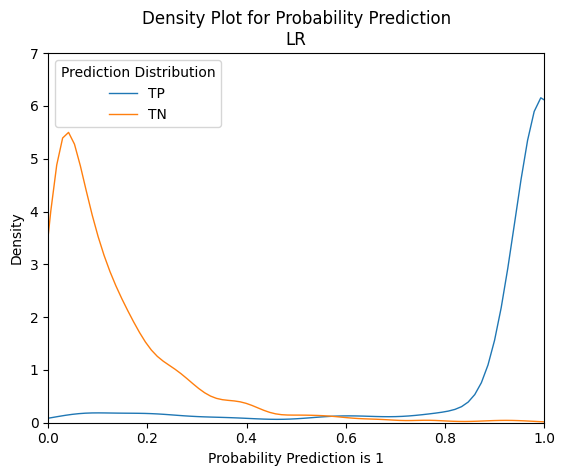 Density Plot for Probability Prediction
LR
Prediction Distribution
TP
TN
Density
7
6
5
4
3
2
1
0
0.0 0.2 0.4 0.6 0.8 1.0
Probability Prediction is 1